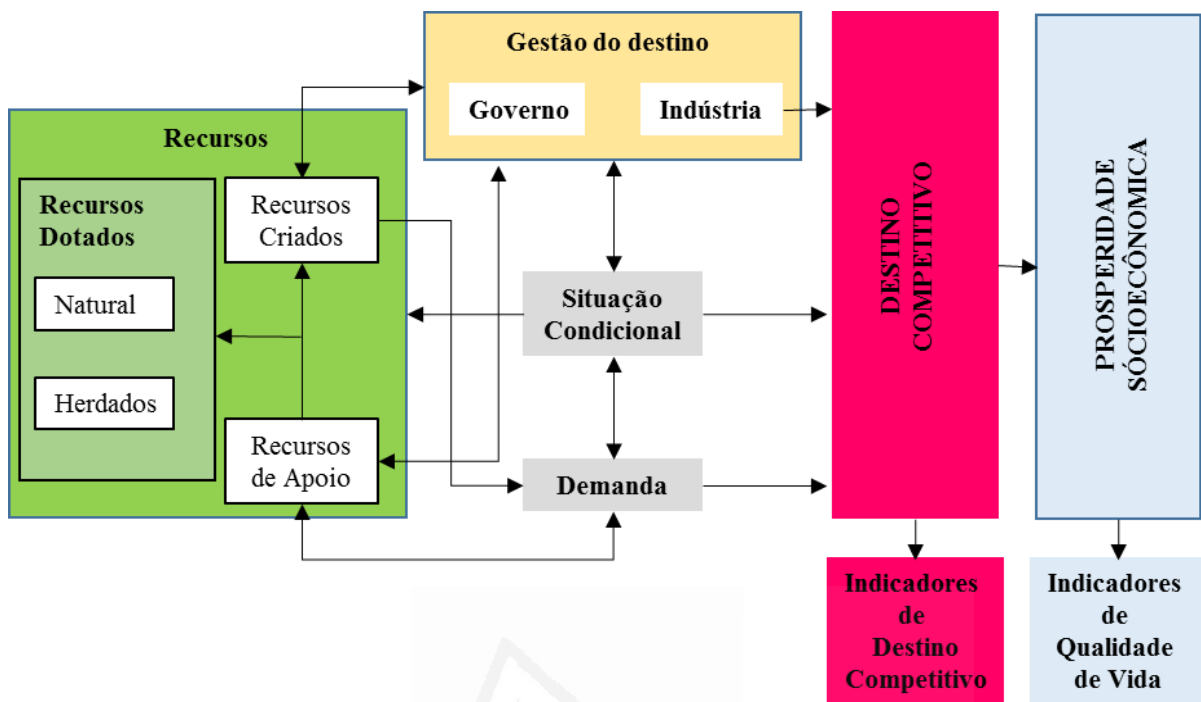 Gestão do destino
Governo
Indústria
Recursos
Recursos
Dotados
Natural
Herdados
Recursos
Criados
Recursos
de Apoio
Situação
Condicional
Demanda
DESTINO
COMPETITIVO
PROSPERIDADE
SÓCIOECÔNOMICA
Indicadores
de
Destino
Competitivo
Indicadores
de
Qualidade
de Vida